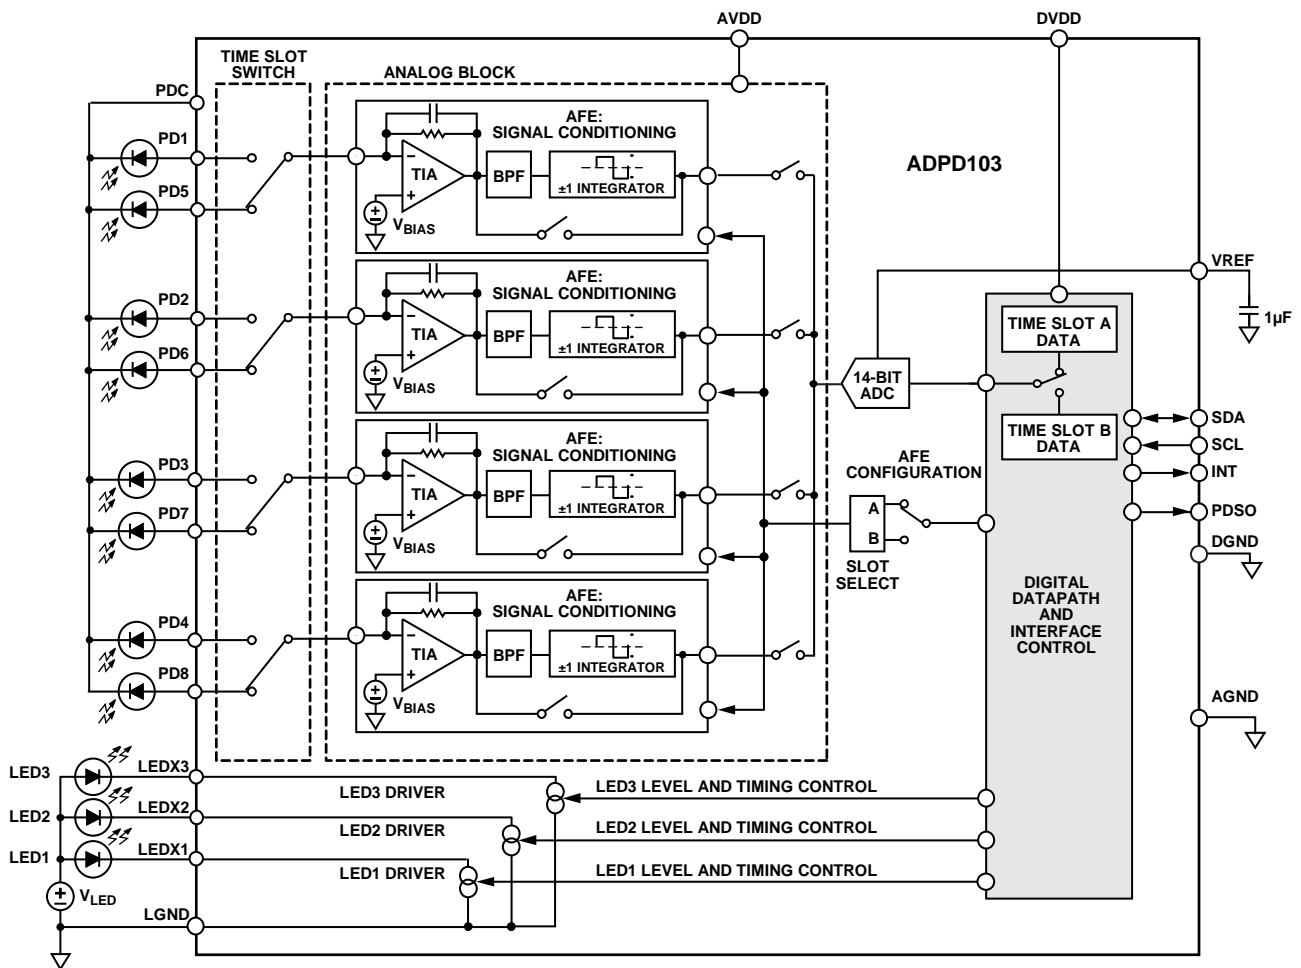 AVDD
DVDD
TIME SLOT
SWITCH
ANALOG BLOCK
PDC
PD1
PD5
PD2
PD6
PD3
PD7
PD4
PD8
AFE:
SIGNAL CONDITIONING
−
TIA
+
BPF
±1 INTEGRATOR
VBIAS
AFE:
SIGNAL CONDITIONING
−
TIA
+
BPF
±1 INTEGRATOR
VBIAS
AFE:
SIGNAL CONDITIONING
−
TIA
+
BPF
±1 INTEGRATOR
VBIAS
AFE:
SIGNAL CONDITIONING
−
TIA
+
BPF
±1 INTEGRATOR
VBIAS
ADPD103
VREF
1µF
TIME SLOT A
DATA
14-BIT
ADC
TIME SLOT B
DATA
SDA
SCL
INT
PDSO
DGND
AFE
CONFIGURATION
A
B
SLOT
SELECT
DIGITAL
DATAPATH
AND
INTERFACE
CONTROL
AGND
LED3
LEDX3
LED3 DRIVER
LED3 LEVEL AND TIMING CONTROL
LED2
LEDX2
LED2 DRIVER
LED2 LEVEL AND TIMING CONTROL
LED1
LEDX1
LED1 DRIVER
LED1 LEVEL AND TIMING CONTROL
VLED
LGND